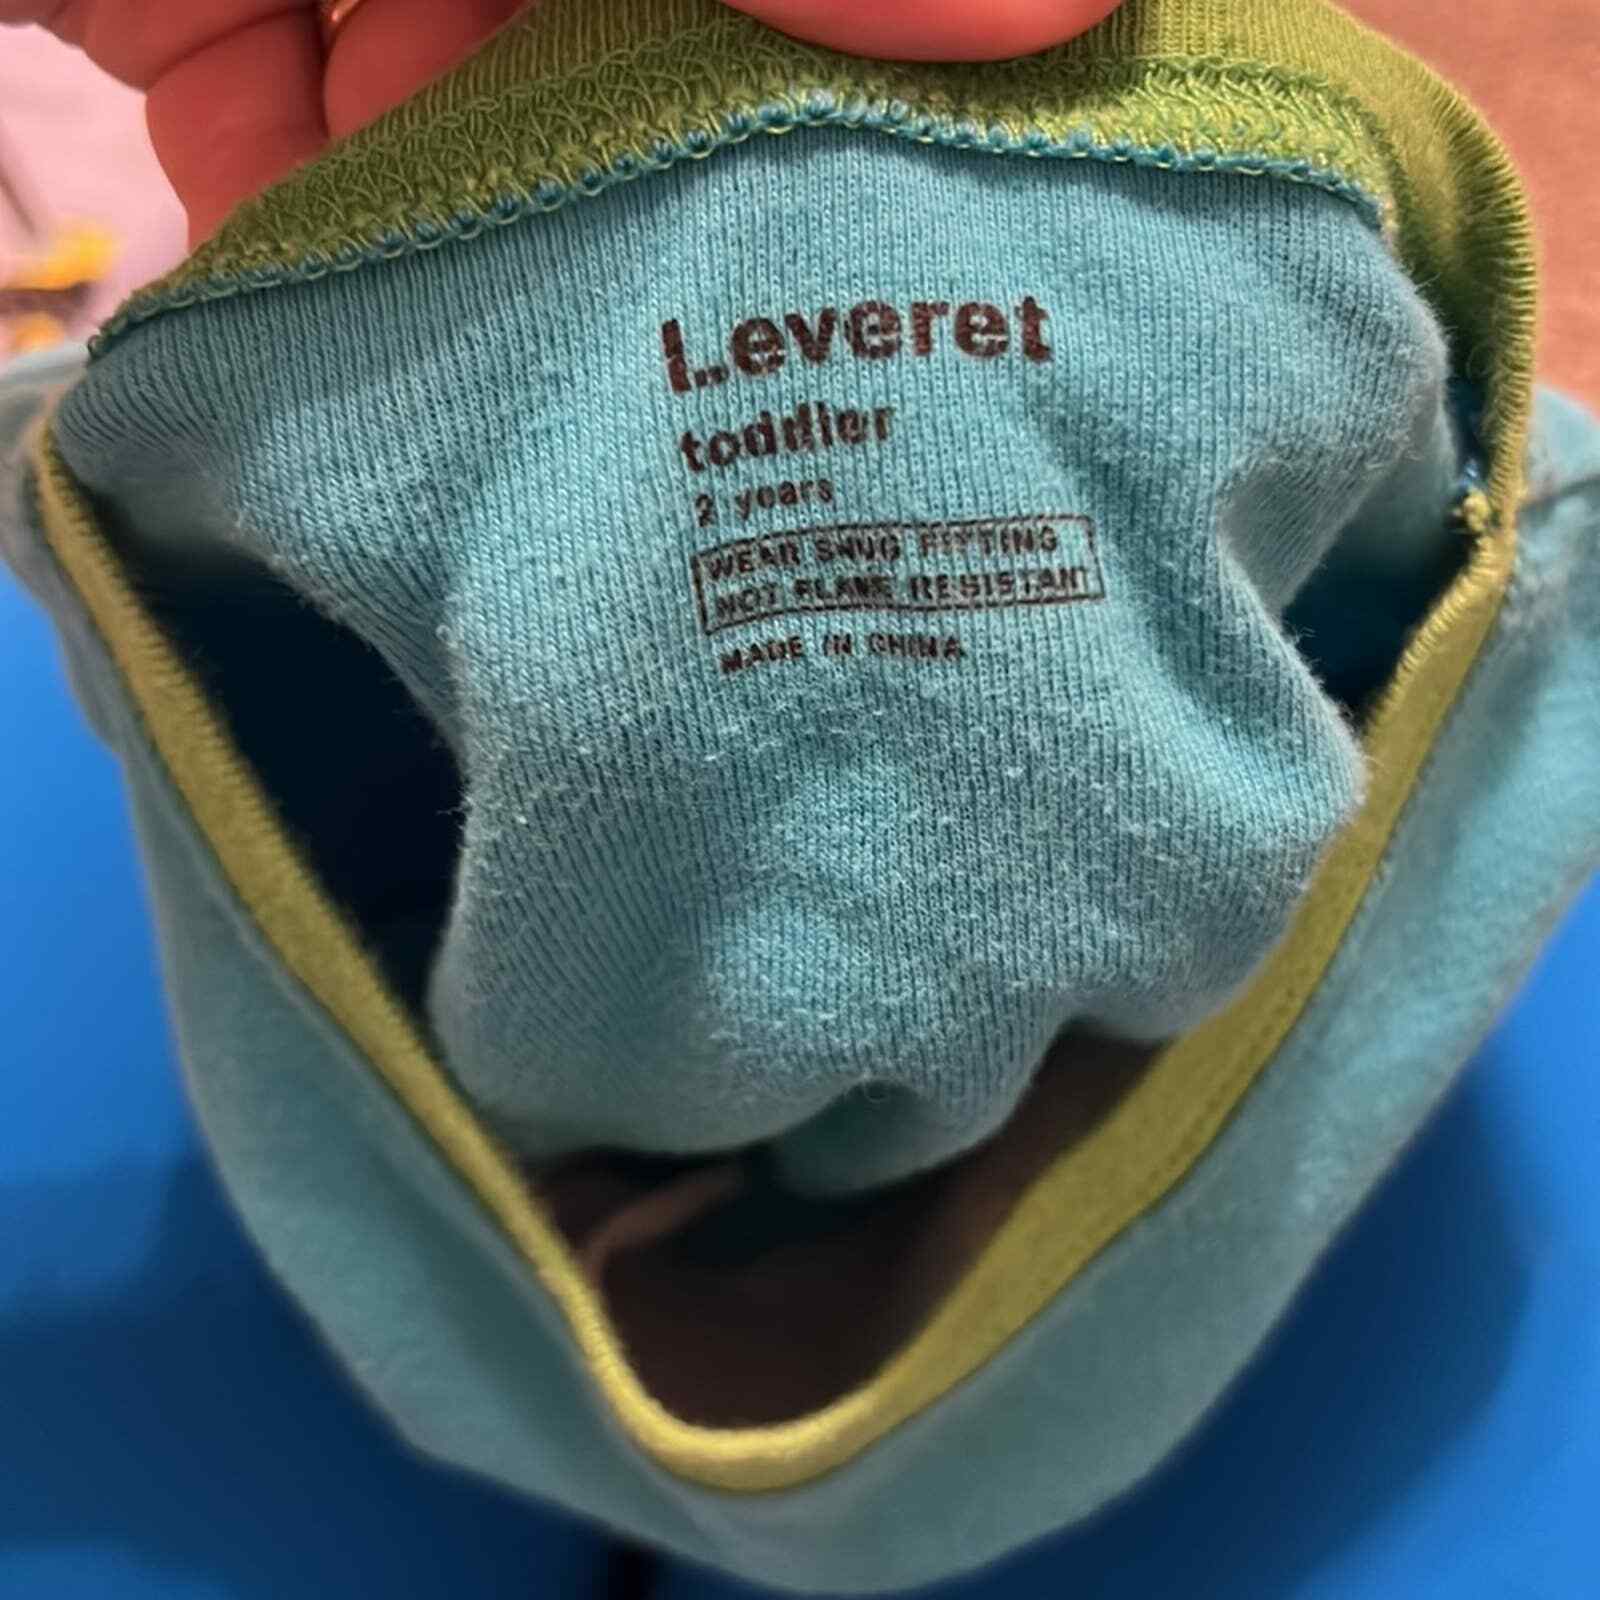 Leveret
toddler
2 years
WEAR SNUG FITTING
NOT FLAME RESISTANT
MADE IN CHINA